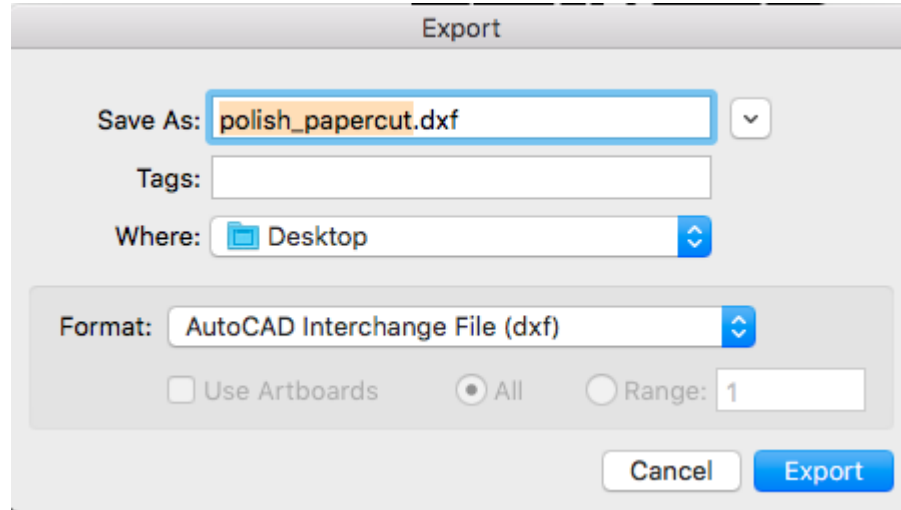 Export
Save As: polish_papercut.dxf
Tags:
Where: Desktop
Format: AutoCAD Interchange File (dxf)
Use Artboards All Range: 1
Cancel Export